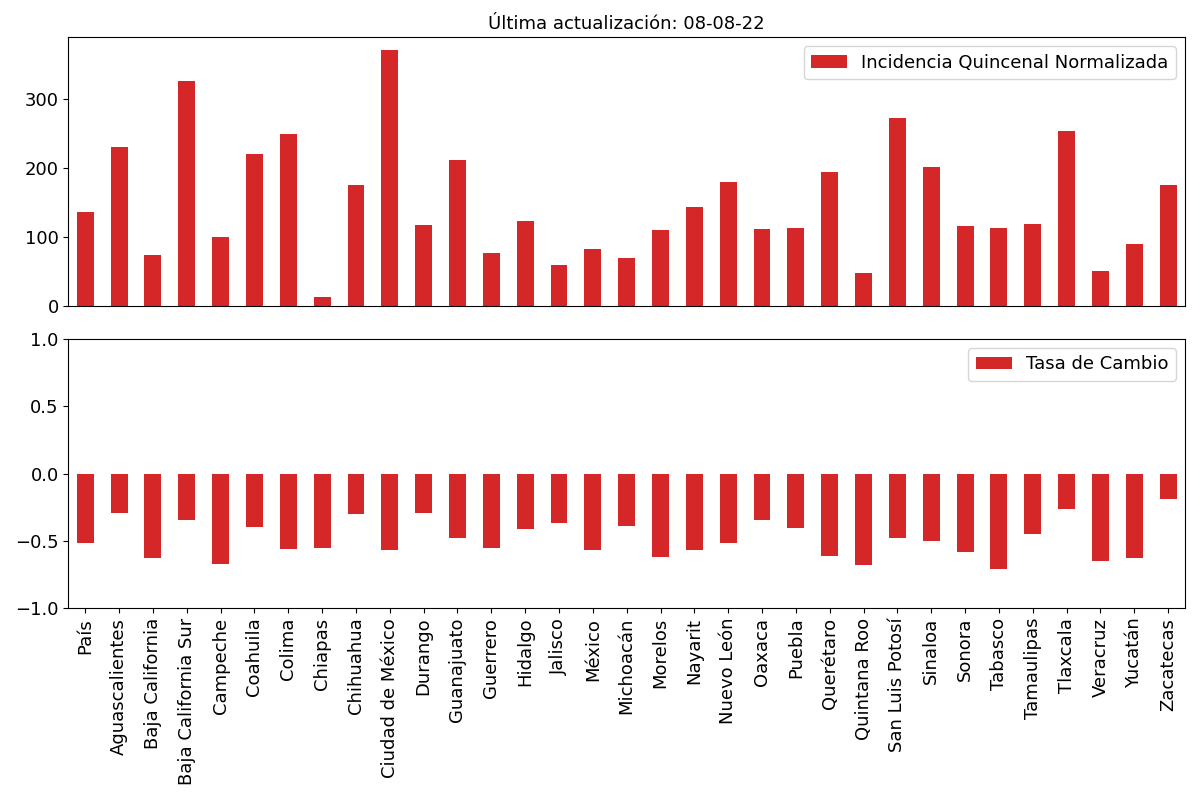 Última actualización: 08-08-22
Incidencia Quincenal Normalizada
300
200
100
0
Tasa de Cambio
1.0
0.5
0.0
−0.5
−1.0
País
Aguascalientes
Baja California
Baja California Sur
Campeche
Coahuila
Colima
Chiapas
Chihuahua
Ciudad de México
Durango
Guanajuato
Guerrero
Hidalgo
Jalisco
México
Michoacán
Morelos
Nayarit
Nuevo León
Oaxaca
Puebla
Querétaro
Quintana Roo
San Luis Potosí
Sinaloa
Sonora
Tabasco
Tamaulipas
Tlaxcala
Veracruz
Yucatán
Zacatecas